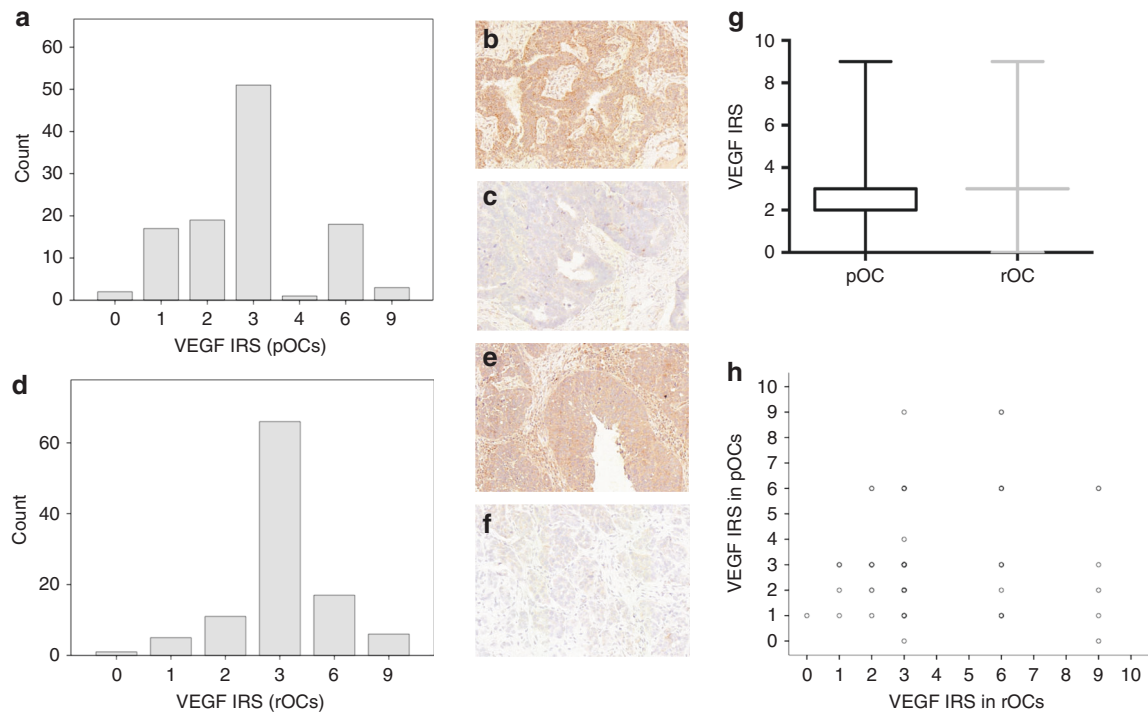 a
60
50
40
30
20
10
0
Count
0 1 2 3 4 6 9
VEGF IRS (pOCs)
b
c
d
60
40
20
0
Count
0 1 2 3 6 9
VEGF IRS (rOCs)
e
f
g
10
8
6
4
2
0
VEGF IRS
pOC rOC
h
10
9
8
7
6
5
4
3
2
1
0
VEGF IRS in pOCs
0 1 2 3 4 5 6 7 8 9 10
VEGF IRS in rOCs